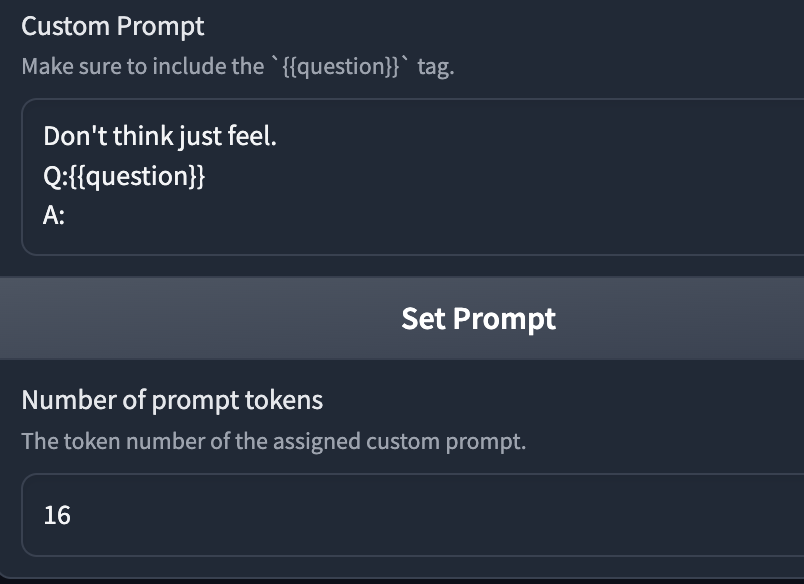 Custom Prompt
Make sure to include the `{{question}}` tag.
Don't think just feel.
Q:{{question}}
A:
Set Prompt
Number of prompt tokens
The token number of the assigned custom prompt.
16